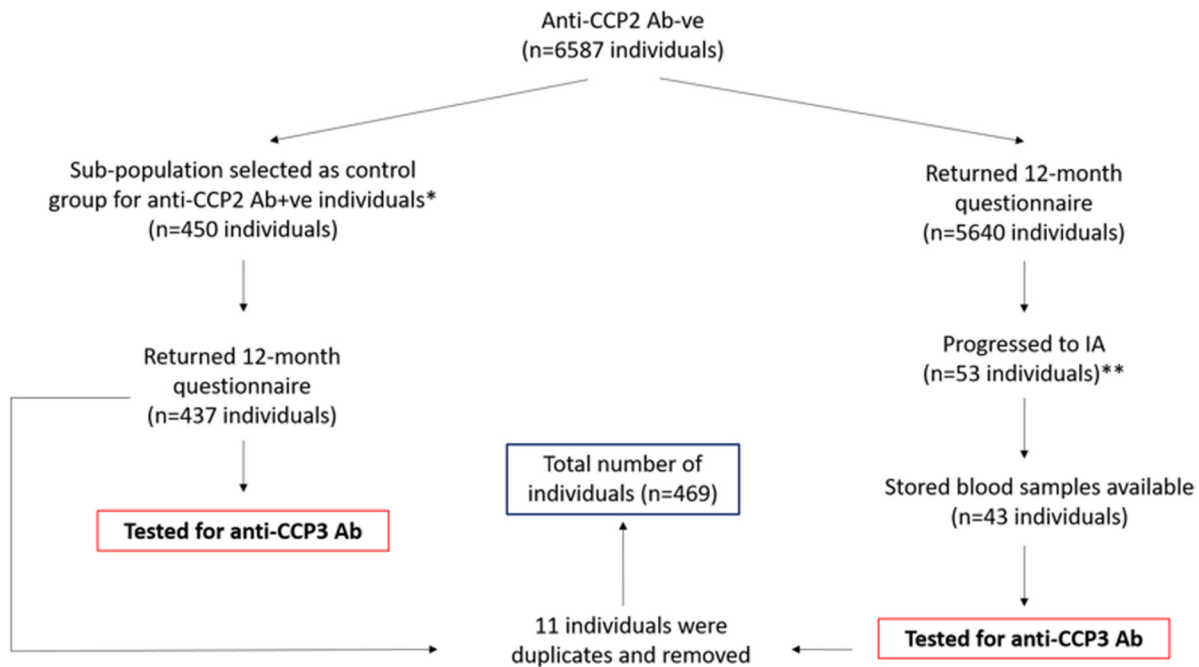 Anti-CCP2 Ab-ve
(n=6587 individuals)
Sub-population selected as control
group for anti-CCP2 Ab+ve individuals*
(n=450 individuals)
Returned 12-month
questionnaire
(n=437 individuals)
Tested for anti-CCP3 Ab
Returned 12-month
questionnaire
(n=5640 individuals)
Progressed to IA
(n=53 individuals)**
Stored blood samples available
(n=43 individuals)
Tested for anti-CCP3 Ab
11 individuals were
duplicates and removed
Total number of
individuals (n=469)